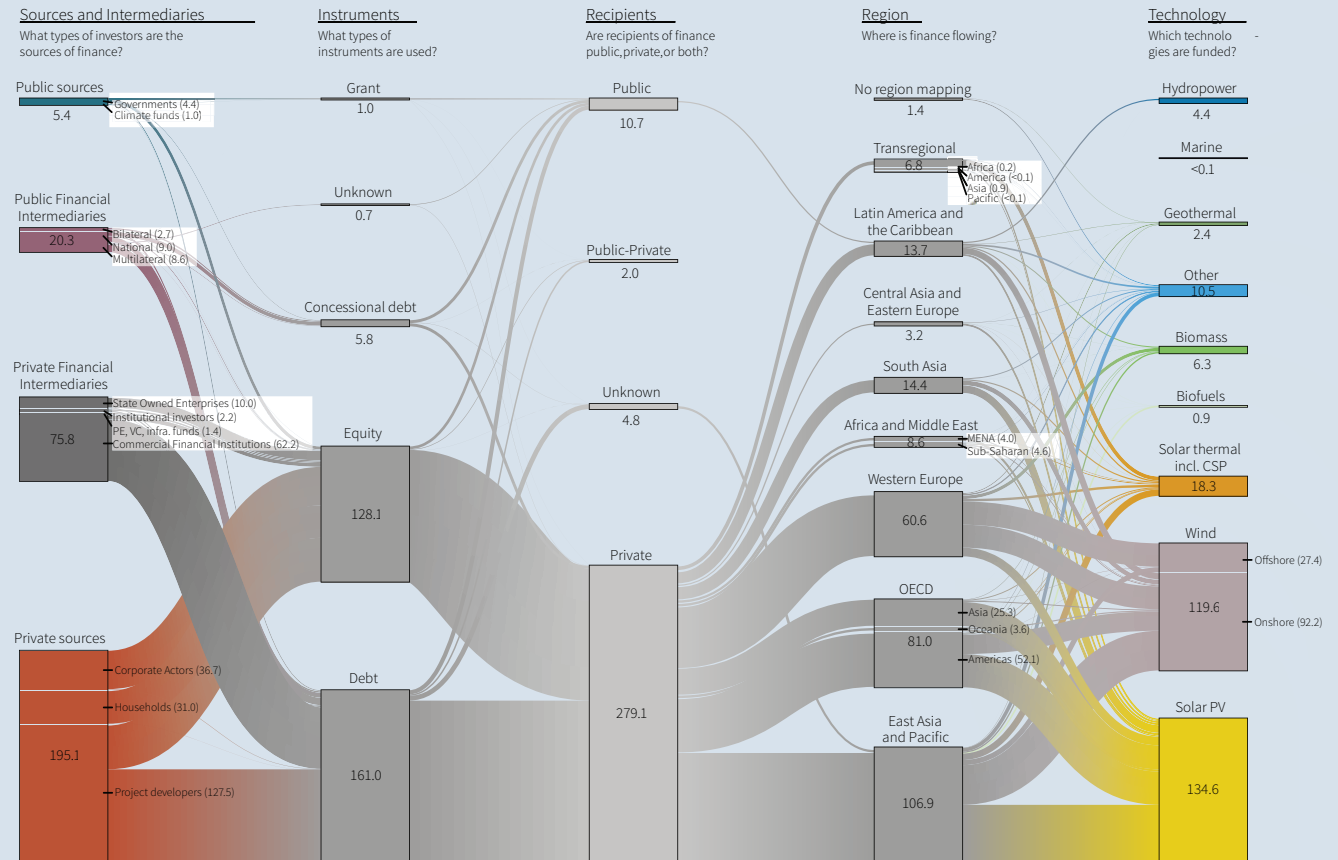 Sources and Intermediaries
What types of investors are the
sources of finance?
Public sources
5.4
Governments (4.4)
Climate funds (1.0)
Public Financial
Intermediaries
20.3
Bilateral (2.7)
National (9.0)
Multilateral (8.6)
Private Financial
Intermediaries
75.8
State Owned Enterprises (10.0)
Institutional investors (2.2)
PE, VC, infra. funds (1.4)
Commercial Financial Institutions (62.2)
Private sources
195.1
Corporate Actors (36.7)
Households (31.0)
Project developers (127.5)
Instruments
What types of
instruments are used?
Grant
1.0
Unknown
0.7
Concessional debt
5.8
Equity
128.1
Debt
161.0
Recipients
Are recipients of finance
public,private,or both?
Public
10.7
Public-Private
2.0
Unknown
4.8
Private
279.1
Region
Where is finance flowing?
No region mapping
1.4
Transregional
6.8
Africa (0.2)
America (<0.1)
Asia (0.9)
Pacific (<0.1)
Latin America and
the Caribbean
13.7
Central Asia and
Eastern Europe
3.2
South Asia
14.4
Africa and Middle East
8.6
MENA (4.0)
Sub-Saharan (4.6)
Western Europe
60.6
OECD
81.0
Asia (25.3)
Oceania (3.6)
Americas (52.1)
East Asia
and Pacific
106.9
Technology
Which technolo -
gies are funded?
Hydropower
4.4
Marine
<0.1
Geothermal
2.4
Other
10.5
Biomass
6.3
Biofuels
0.9
Solar thermal
incl. CSP
18.3
Wind
119.6
Offshore (27.4)
Onshore (92.2)
Solar PV
134.6